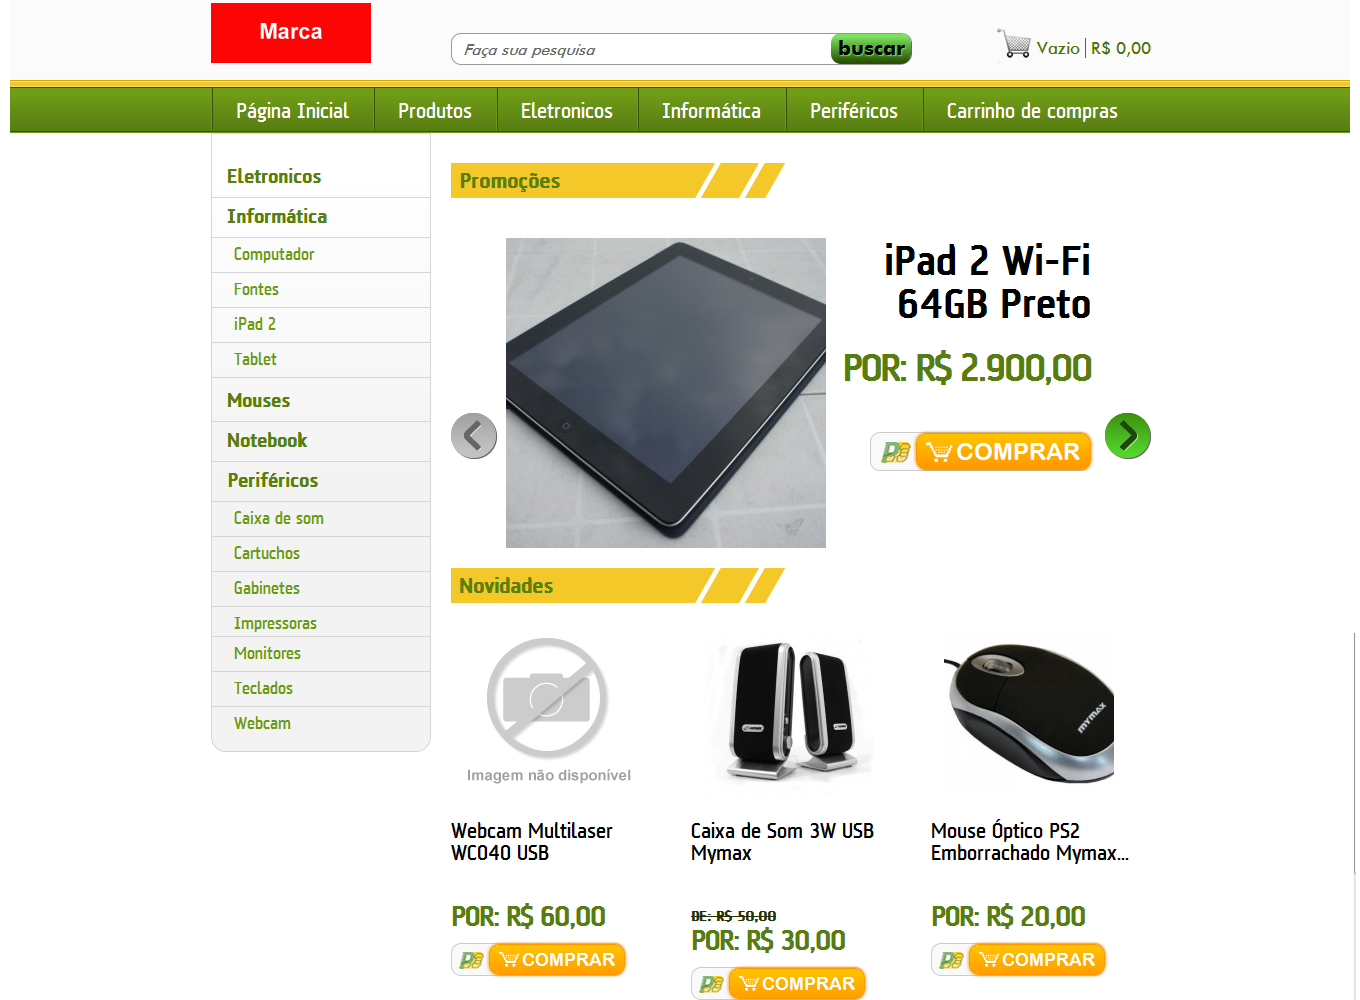 Marca
Faça sua pesquisa
buscar
Vazio | R$ 0,00
Página Inicial
Produtos
Eletronicos
Informática
Periféricos
Carrinho de compras
Eletronicos
Informática
Computador
Fontes
iPad 2
Tablet
Mouses
Notebook
Periféricos
Caixa de som
Cartuchos
Gabinetes
Impressoras
Monitores
Teclados
Webcam
Promoções
iPad 2 Wi-Fi
64GB Preto
POR: R$ 2.900,00
COMPRAR
Novidades
Imagem não disponível
Webcam Multilaser
WC040 USB
POR: R$ 60,00
COMPRAR
Caixa de Som 3W USB
Mymax
DE: R$ 50,00
POR: R$ 30,00
COMPRAR
MYMAX
Mouse Óptico PS2
Emborrachado Mymax...
POR: R$ 20,00
COMPRAR